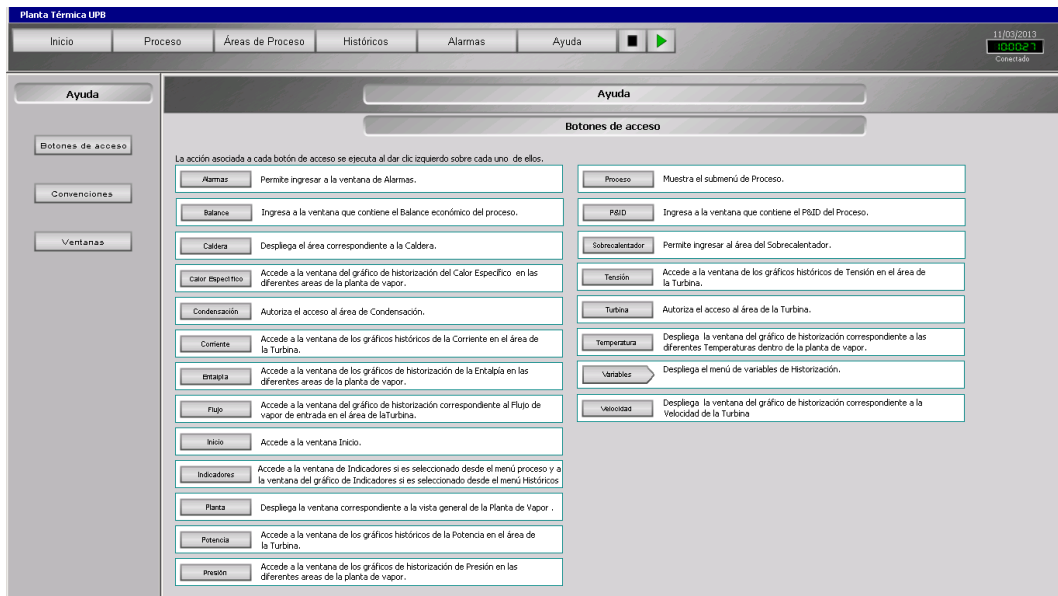 Planta Térmica UPB
Inicio
Proceso
Áreas de Proceso
Históricos
Alarmas
Ayuda
11/03/2013
10:00:27
Conectado
Ayuda
Botones de acceso
Convenciones
Ventanas
Ayuda
Botones de acceso
La acción asociada a cada botón de acceso se ejecuta al dar clic izquierdo sobre cada uno de ellos.
Alarmas
Permite ingresar a la ventana de Alarmas.
Balance
Ingresa a la ventana que contiene el Balance económico del proceso.
Caldera
Despliega el área correspondiente a la Caldera.
Calor Específico
Accede a la ventana del gráfico de historización del Calor Específico en las
diferentes areas de la planta de vapor.
Condensación
Autoriza el acceso al área de Condensación.
Corriente
Accede a la ventana de los gráficos históricos de la Corriente en el área de
la Turbina.
Entalpía
Accede a la ventana de los gráficos de historización de la Entalpía en las
diferentes areas de la planta de vapor.
Flujo
Accede a la ventana del gráfico de historización correspondiente al Flujo de
vapor de entrada en el área de laTurbina.
Inicio
Accede a la ventana Inicio.
Indicadores
Accede a la ventana de Indicadores si es seleccionado desde el menú proceso y a
la ventana del gráfico de Indicadores si es seleccionado desde el menú Históricos
Planta
Despliega la ventana correspondiente a la vista general de la Planta de Vapor .
Potencia
Accede a la ventana de los gráficos históricos de la Potencia en el área de
la Turbina.
Presión
Accede a la ventana de los gráficos de historización de Presión en las
diferentes areas de la planta de vapor.
Proceso
Muestra el submenú de Proceso.
P&ID
Ingresa a la ventana que contiene el P&ID del Proceso.
Sobrecalentador
Permite ingresar al área del Sobrecalentador.
Tensión
Accede a la ventana de los gráficos históricos de Tensión en el área de
la Turbina.
Turbina
Autoriza el acceso al área de la Turbina.
Temperatura
Despliega la ventana del gráfico de historización correspondiente a las
diferentes Temperaturas dentro de la planta de vapor.
Variables
Despliega el menú de variables de Historización.
Velocidad
Despliega la ventana del gráfico de historización correspondiente a la
Velocidad de la Turbina